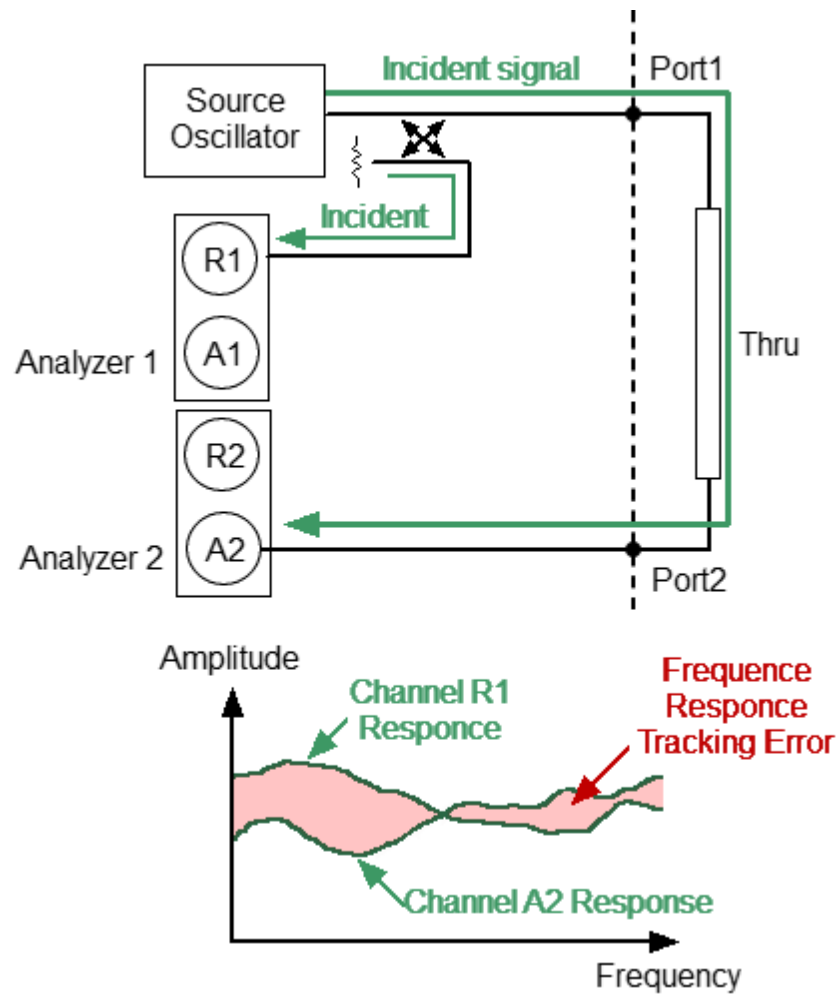 Incident signal
Port1
Source
Oscillator
Incident
R1
Analyzer 1
A1
Thru
R2
Analyzer 2
A2
Port2
Amplitude
Channel R1
Responce
Frequence
Responce
Tracking Error
Channel A2 Response
Frequency